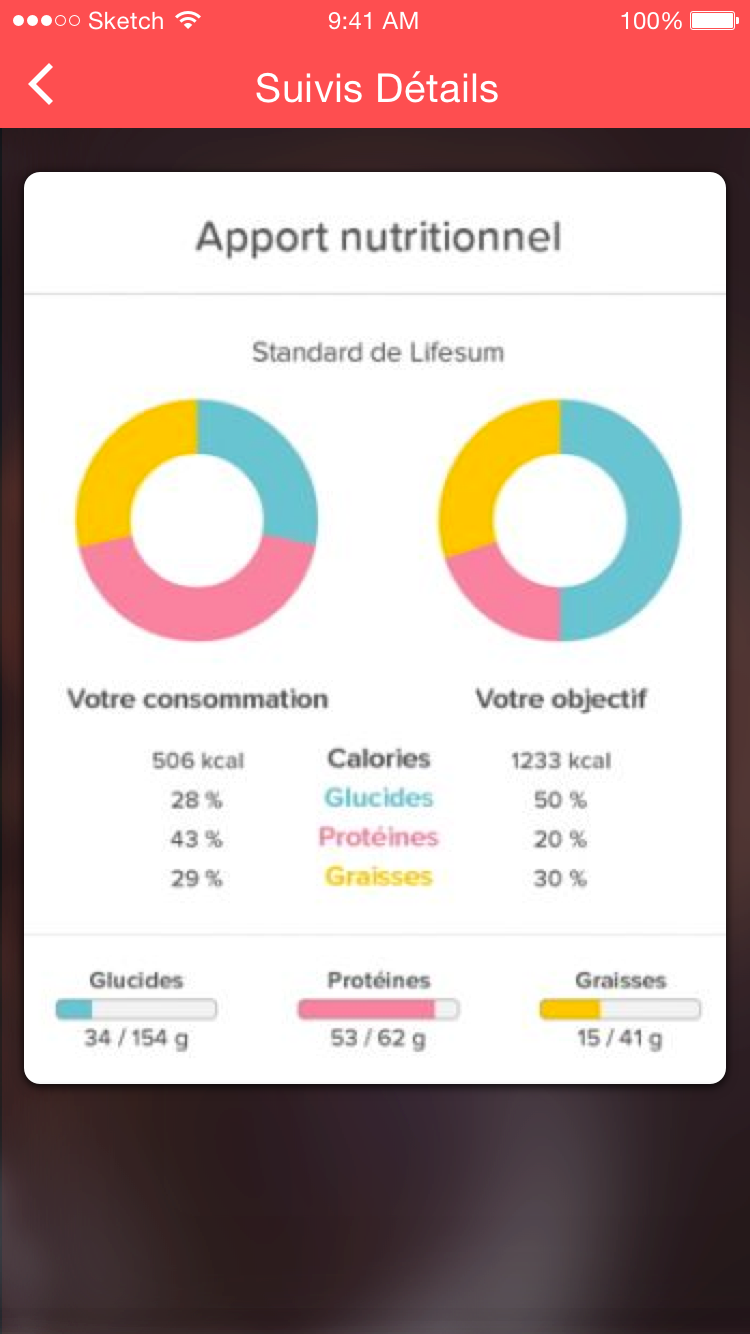 Sketch 9:41 AM 100%
Suivis Détails
Apport nutritionnel
Standard de Lifesum
Votre consommation Votre objectif
506 kcal Calories 1233 kcal
28 % Glucides 50 %
43 % Protéines 20 %
29 % Graisses 30 %
Glucides Protéines Graisses
34 / 154 g 53 / 62 g 15 / 41 g